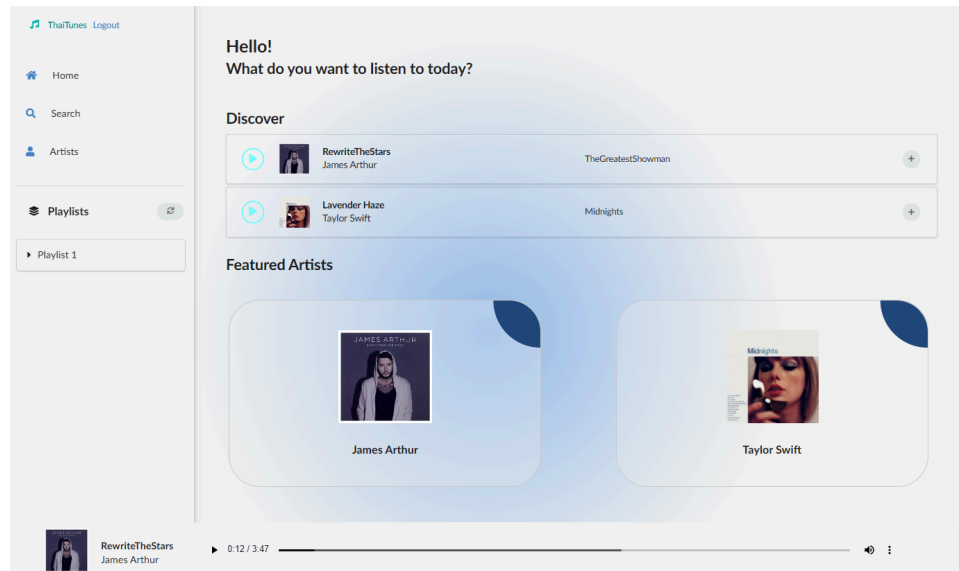 ThaiTunes Logout
Home
Search
Artists
Playlists
Playlist 1
Hello!
What do you want to listen to today?
Discover
RewriteTheStars
James Arthur
TheGreatestShowman
+
Lavender Haze
Taylor Swift
Midnights
+
Featured Artists
JAMES ARTHUR
James Arthur
Midnights
Taylor Swift
RewriteTheStars
James Arthur
0:12 / 3:47